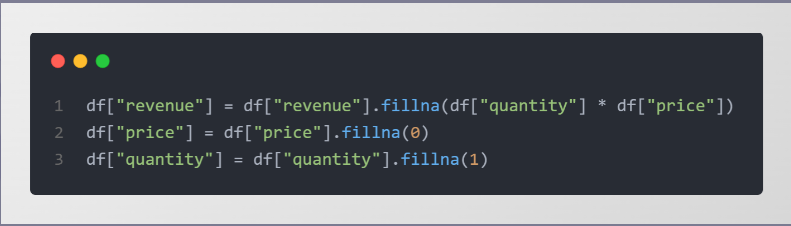 1 df["revenue"] = df["revenue"].fillna(df["quantity"] * df["price"])
2 df["price"] = df["price"].fillna(0)
3 df["quantity"] = df["quantity"].fillna(1)